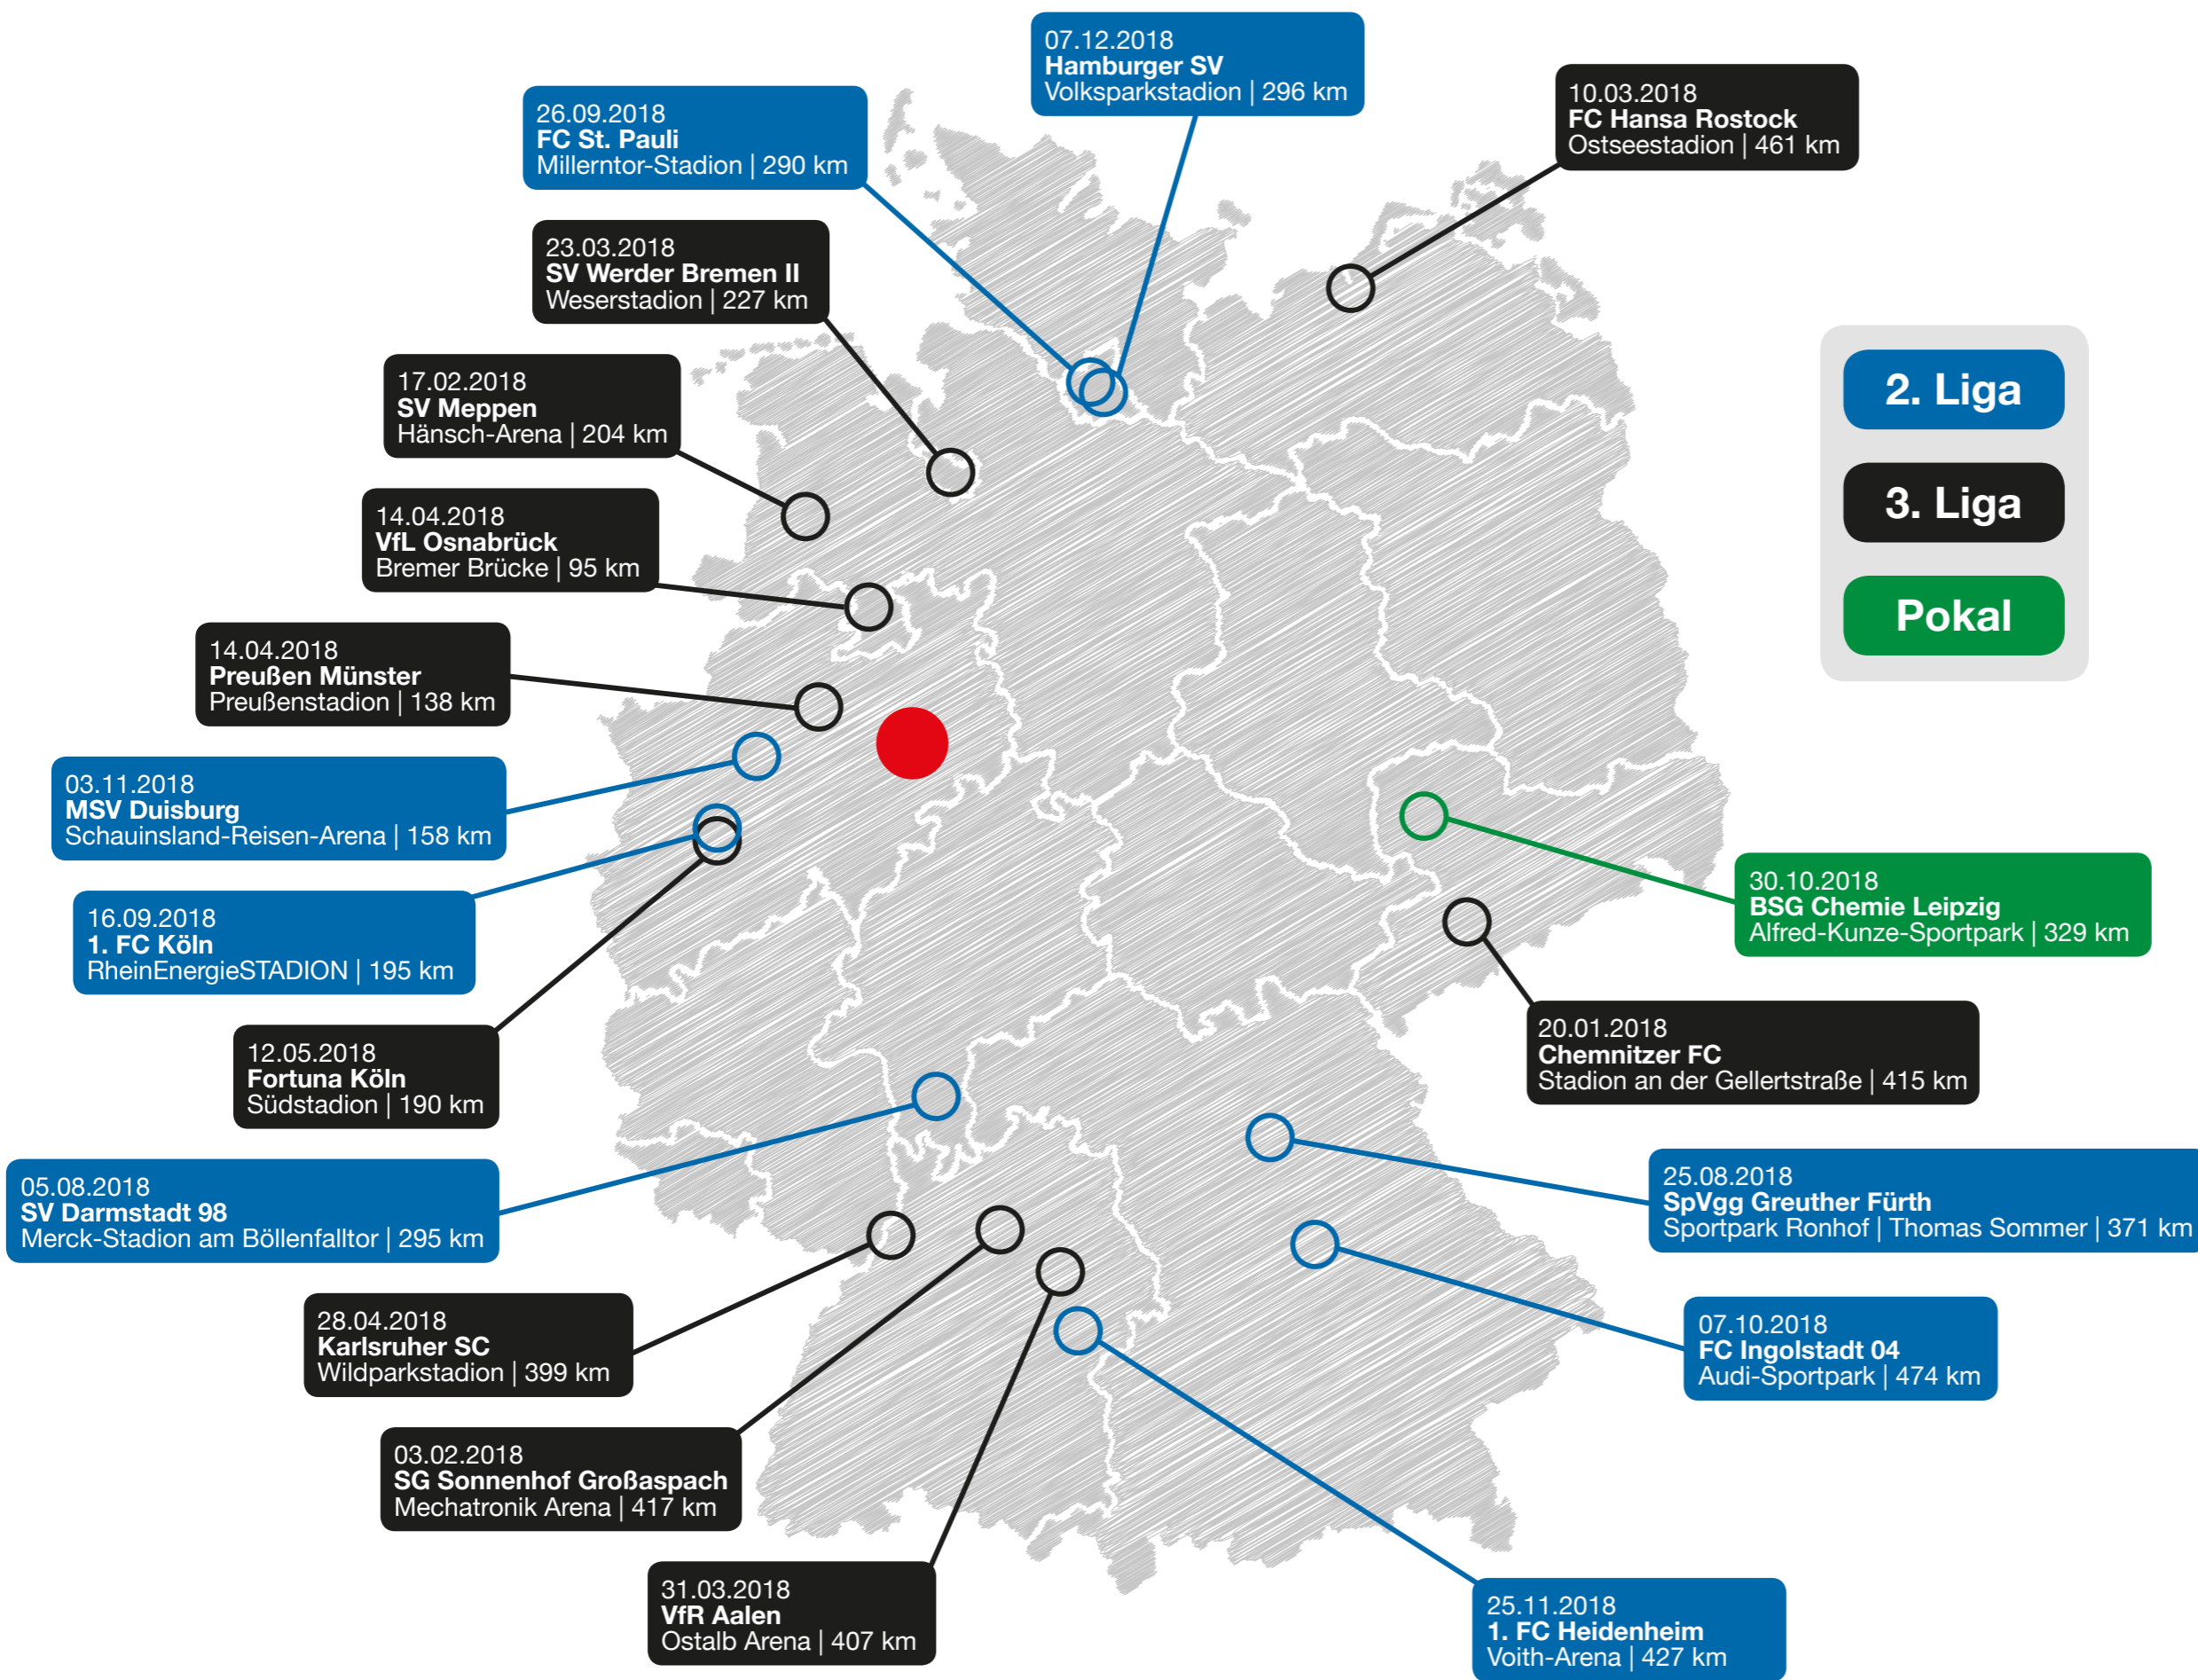 07.12.2018
Hamburger SV
Volksparkstadion | 296 km
10.03.2018
FC Hansa Rostock
Ostseestadion | 461 km
26.09.2018
FC St. Pauli
Millerntor-Stadion | 290 km
23.03.2018
SV Werder Bremen II
Weserstadion | 227 km
17.02.2018
SV Meppen
Hänsch-Arena | 204 km
2. Liga
3. Liga
Pokal
14.04.2018
VfL Osnabrück
Bremer Brücke | 95 km
14.04.2018
Preußen Münster
Preußenstadion | 138 km
03.11.2018
MSV Duisburg
Schauinsland-Reisen-Arena | 158 km
30.10.2018
BSG Chemie Leipzig
Alfred-Kunze-Sportpark | 329 km
16.09.2018
1. FC Köln
RheinEnergieSTADION | 195 km
20.01.2018
Chemnitzer FC
Stadion an der Gellertstraße | 415 km
12.05.2018
Fortuna Köln
Südstadion | 190 km
05.08.2018
SV Darmstadt 98
Merck-Stadion am Böllenfalltor | 295 km
25.08.2018
SpVgg Greuther Fürth
Sportpark Ronhof | Thomas Sommer | 371 km
28.04.2018
Karlsruher SC
Wildparkstadion | 399 km
07.10.2018
FC Ingolstadt 04
Audi-Sportpark | 474 km
03.02.2018
SG Sonnenhof Großaspach
Mechatronik Arena | 417 km
31.03.2018
VfR Aalen
Ostalb Arena | 407 km
25.11.2018
1. FC Heidenheim
Voith-Arena | 427 km